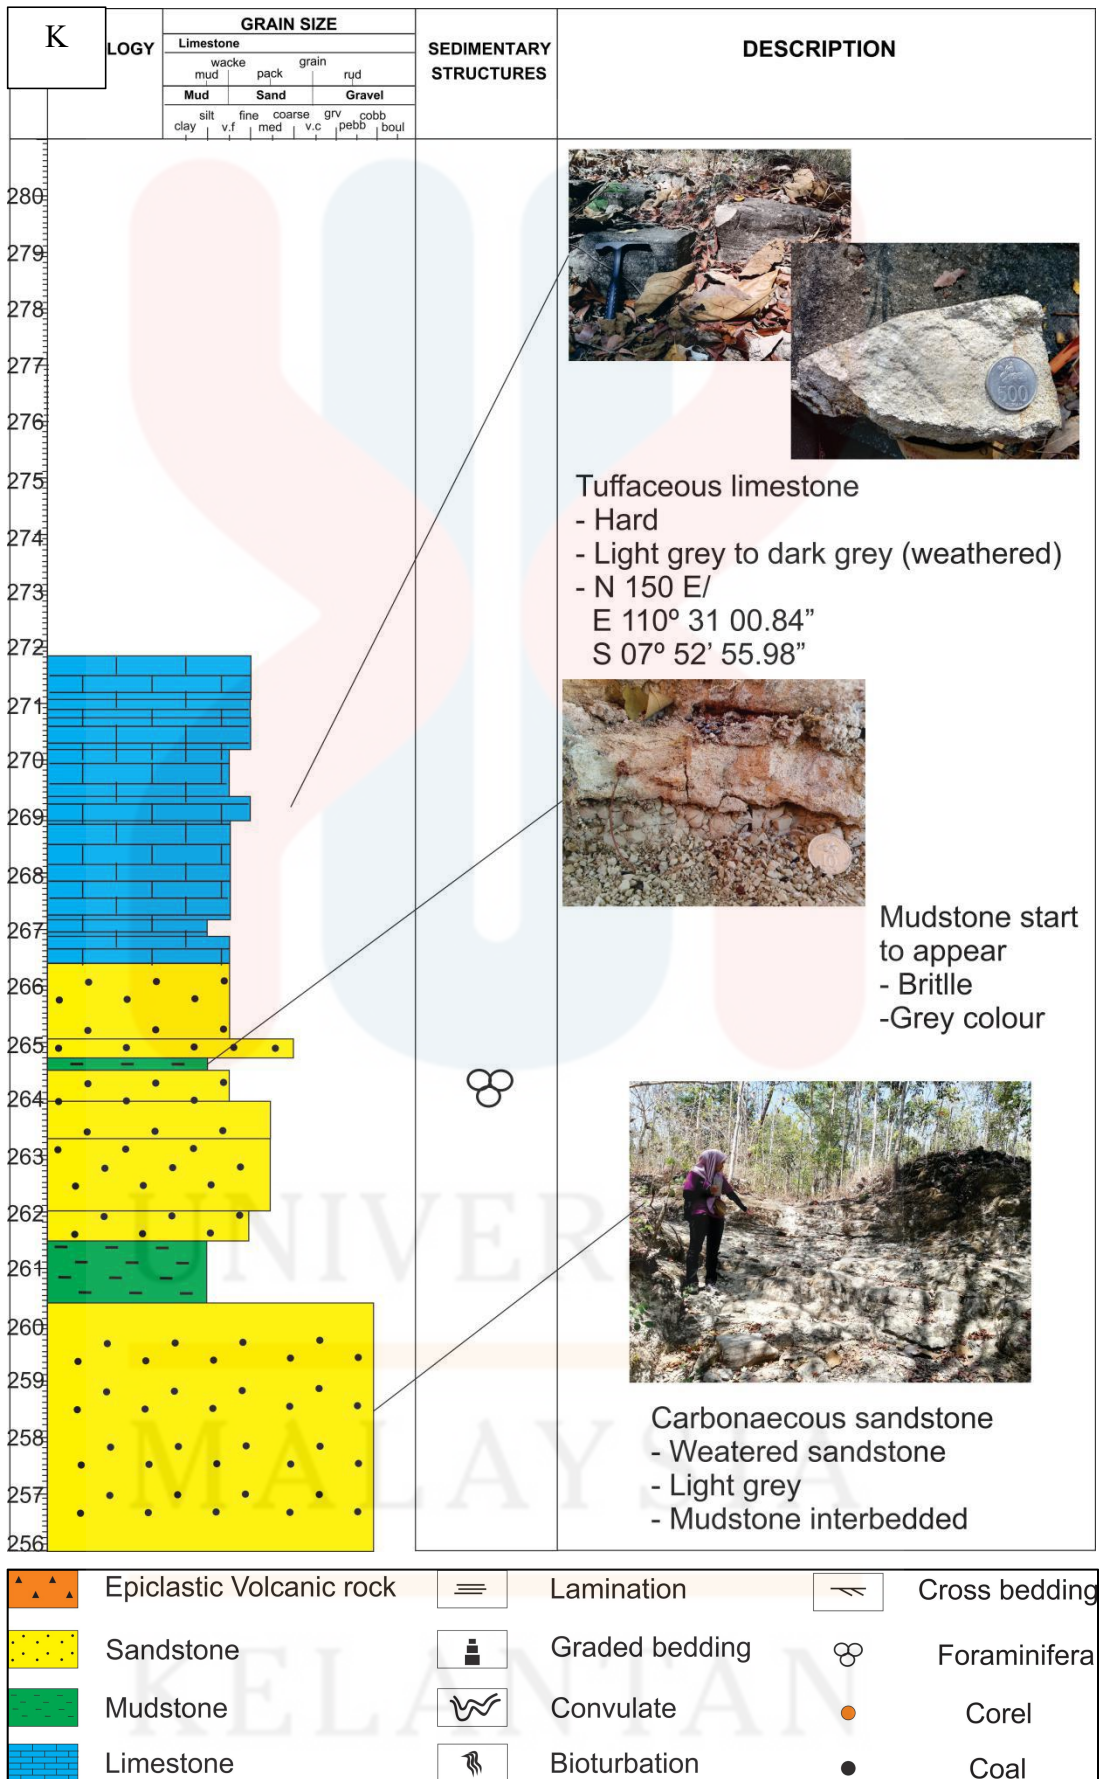 K
LOGY
GRAIN SIZE
Limestone
wacke grain
mud pack rud
Mud Sand Gravel
silt fine coarse grv cobb
clay v.f med v.c pebb boul
SEDIMENTARY
STRUCTURES
DESCRIPTION
280
279
278
277
276
275
274
273
272
271
270
269
268
267
266
265
264
263
262
261
260
259
258
257
256
500
Tuffaceous limestone
- Hard
- Light grey to dark grey (weathered)
- N 150 E/
E 110º 31 00.84”
S 07º 52’ 55.98”
Mudstone start
to appear
- Britlle
-Grey colour
Carbonaecous sandstone
- Weatered sandstone
- Light grey
- Mudstone interbedded
UNIVER
MALAYSIA
KELANTAN
Epiclastic Volcanic rock
Lamination
Cross bedding
Sandstone
Graded bedding
Foraminifera
Mudstone
Convulate
Corel
Limestone
Bioturbation
Coal